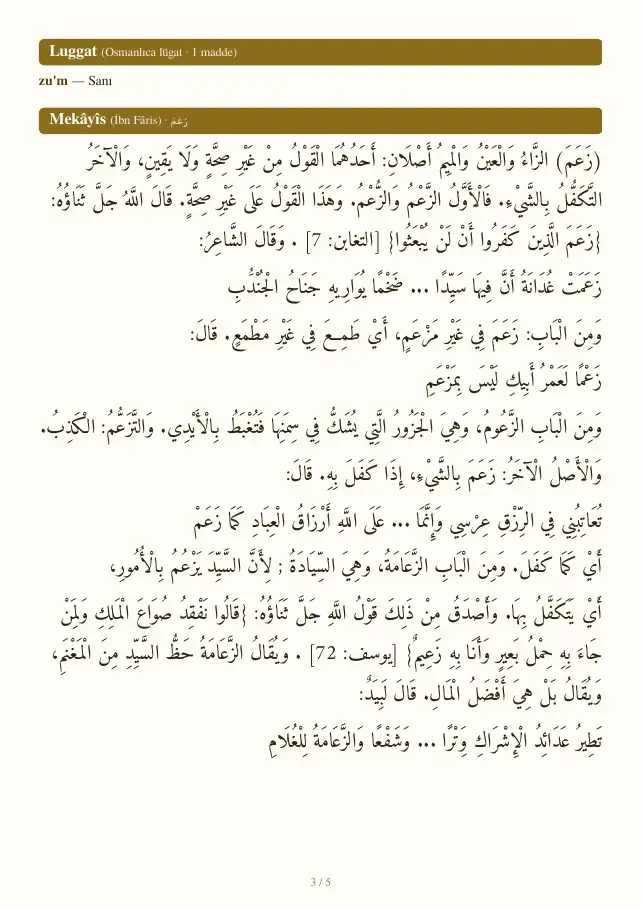 Luggat (Osmanlıca lügat · 1 madde)
zu'm — Sanı
Mekâyîs (İbn Fâris) · زعم
(زَعَمَ) الزَّاءُ وَالْعَيْنُ وَالْمِيمُ أَصْلَانِ: أَحَدُهُمَا الْقَوْلُ مِنْ غَيْرِ صِحَّةٍ وَلَا يَقِينٍ، وَالْآخَرُ
التَّكَفُّلُ بِالشَّيْءِ. فَالْأَوَّلُ الزَّعْمُ وَالزُّعْمُ. وَهَذَا الْقَوْلُ عَلَى غَيْرِ صِحَّةٍ. قَالَ اللَّهُ جَلَّ ثَنَاؤُهُ:
{زَعَمَ الَّذِينَ كَفَرُوا أَنْ لَنْ يُبْعَثُوا} [التغابن: 7] . وَقَالَ الشَّاعِرُ:
زَعَمَتْ غُدَانَةُ أَنَّ فِيهَا سَيِّدًا ... ضَخْمًا يُوَارِيهِ جَنَاحُ الْجُنْدُبِ
وَمِنَ الْبَابِ: زَعَمَ فِي غَيْرِ مَزْعَمٍ، أَيْ طَمِعَ فِي غَيْرِ مَطْمَعٍ. قَالَ:
زَعْمًا لَعَمْرُ أَبِيكِ لَيْسَ بِمَزْعَمِ
وَمِنَ الْبَابِ الزَّعُومُ، وَهِيَ الْجَزُورُ الَّتِي يُشَكُّ فِي سِمَنِهَا فَتُغْبَطُ بِالْأَيْدِي. وَالتَّزَعُّمُ: الْكَذِبُ.
وَالْأَصْلُ الْآخَرُ: زَعَمَ بِالشَّيْءِ، إِذَا كَفَلَ بِهِ. قَالَ:
تُعَاتِبُنِي فِي الرِّزْقِ عِرْسِي وَإِنَّمَا ... عَلَى اللَّهِ أَرْزَاقُ الْعِبَادِ كَمَا زَعَمْ
أَيْ كَمَا كَفَلَ. وَمِنَ الْبَابِ الزَّعَامَةُ، وَهِيَ السِّيَادَةُ ; لِأَنَّ السَّيِّدَ يَزْعُمُ بِالْأُمُورِ،
أَيْ يَتَكَفَّلُ بِهَا. وَأَصْدَقُ مِنْ ذَلِكَ قَوْلُ اللَّهِ جَلَّ ثَنَاؤُهُ: {قَالُوا نَفْقِدُ صُوَاعَ الْمَلِكِ وَلِمَنْ
جَاءَ بِهِ حِمْلُ بَعِيرٍ وَأَنَا بِهِ زَعِيمٌ} [يوسف: 72] . وَيُقَالُ الزَّعَامَةُ حَظُّ السَّيِّدِ مِنَ الْمَغْنَمِ،
وَيُقَالُ بَلْ هِيَ أَفْضَلُ الْمَالِ. قَالَ لَبِيَدٌ:
تَطِيرُ عَدَائِدُ الْإِشْرَاكِ وَِتْرًا ... وَشَفْعًا وَالزَّعَامَةُ لِلْغُلَامِ
3 / 5